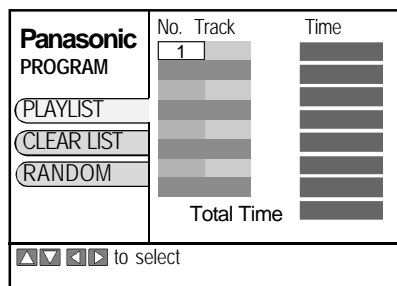 Panasonic
PROGRAM
PLAYLIST
CLEAR LIST
RANDOM
No. Track Time
1
Total Time
to select